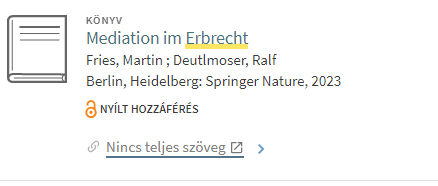 KÖNYV
Mediation im Erbrecht
Fries, Martin ; Deutlmoser, Ralf
Berlin, Heidelberg: Springer Nature, 2023
NYÍLT HOZZÁFÉRÉS
Nincs teljes szöveg